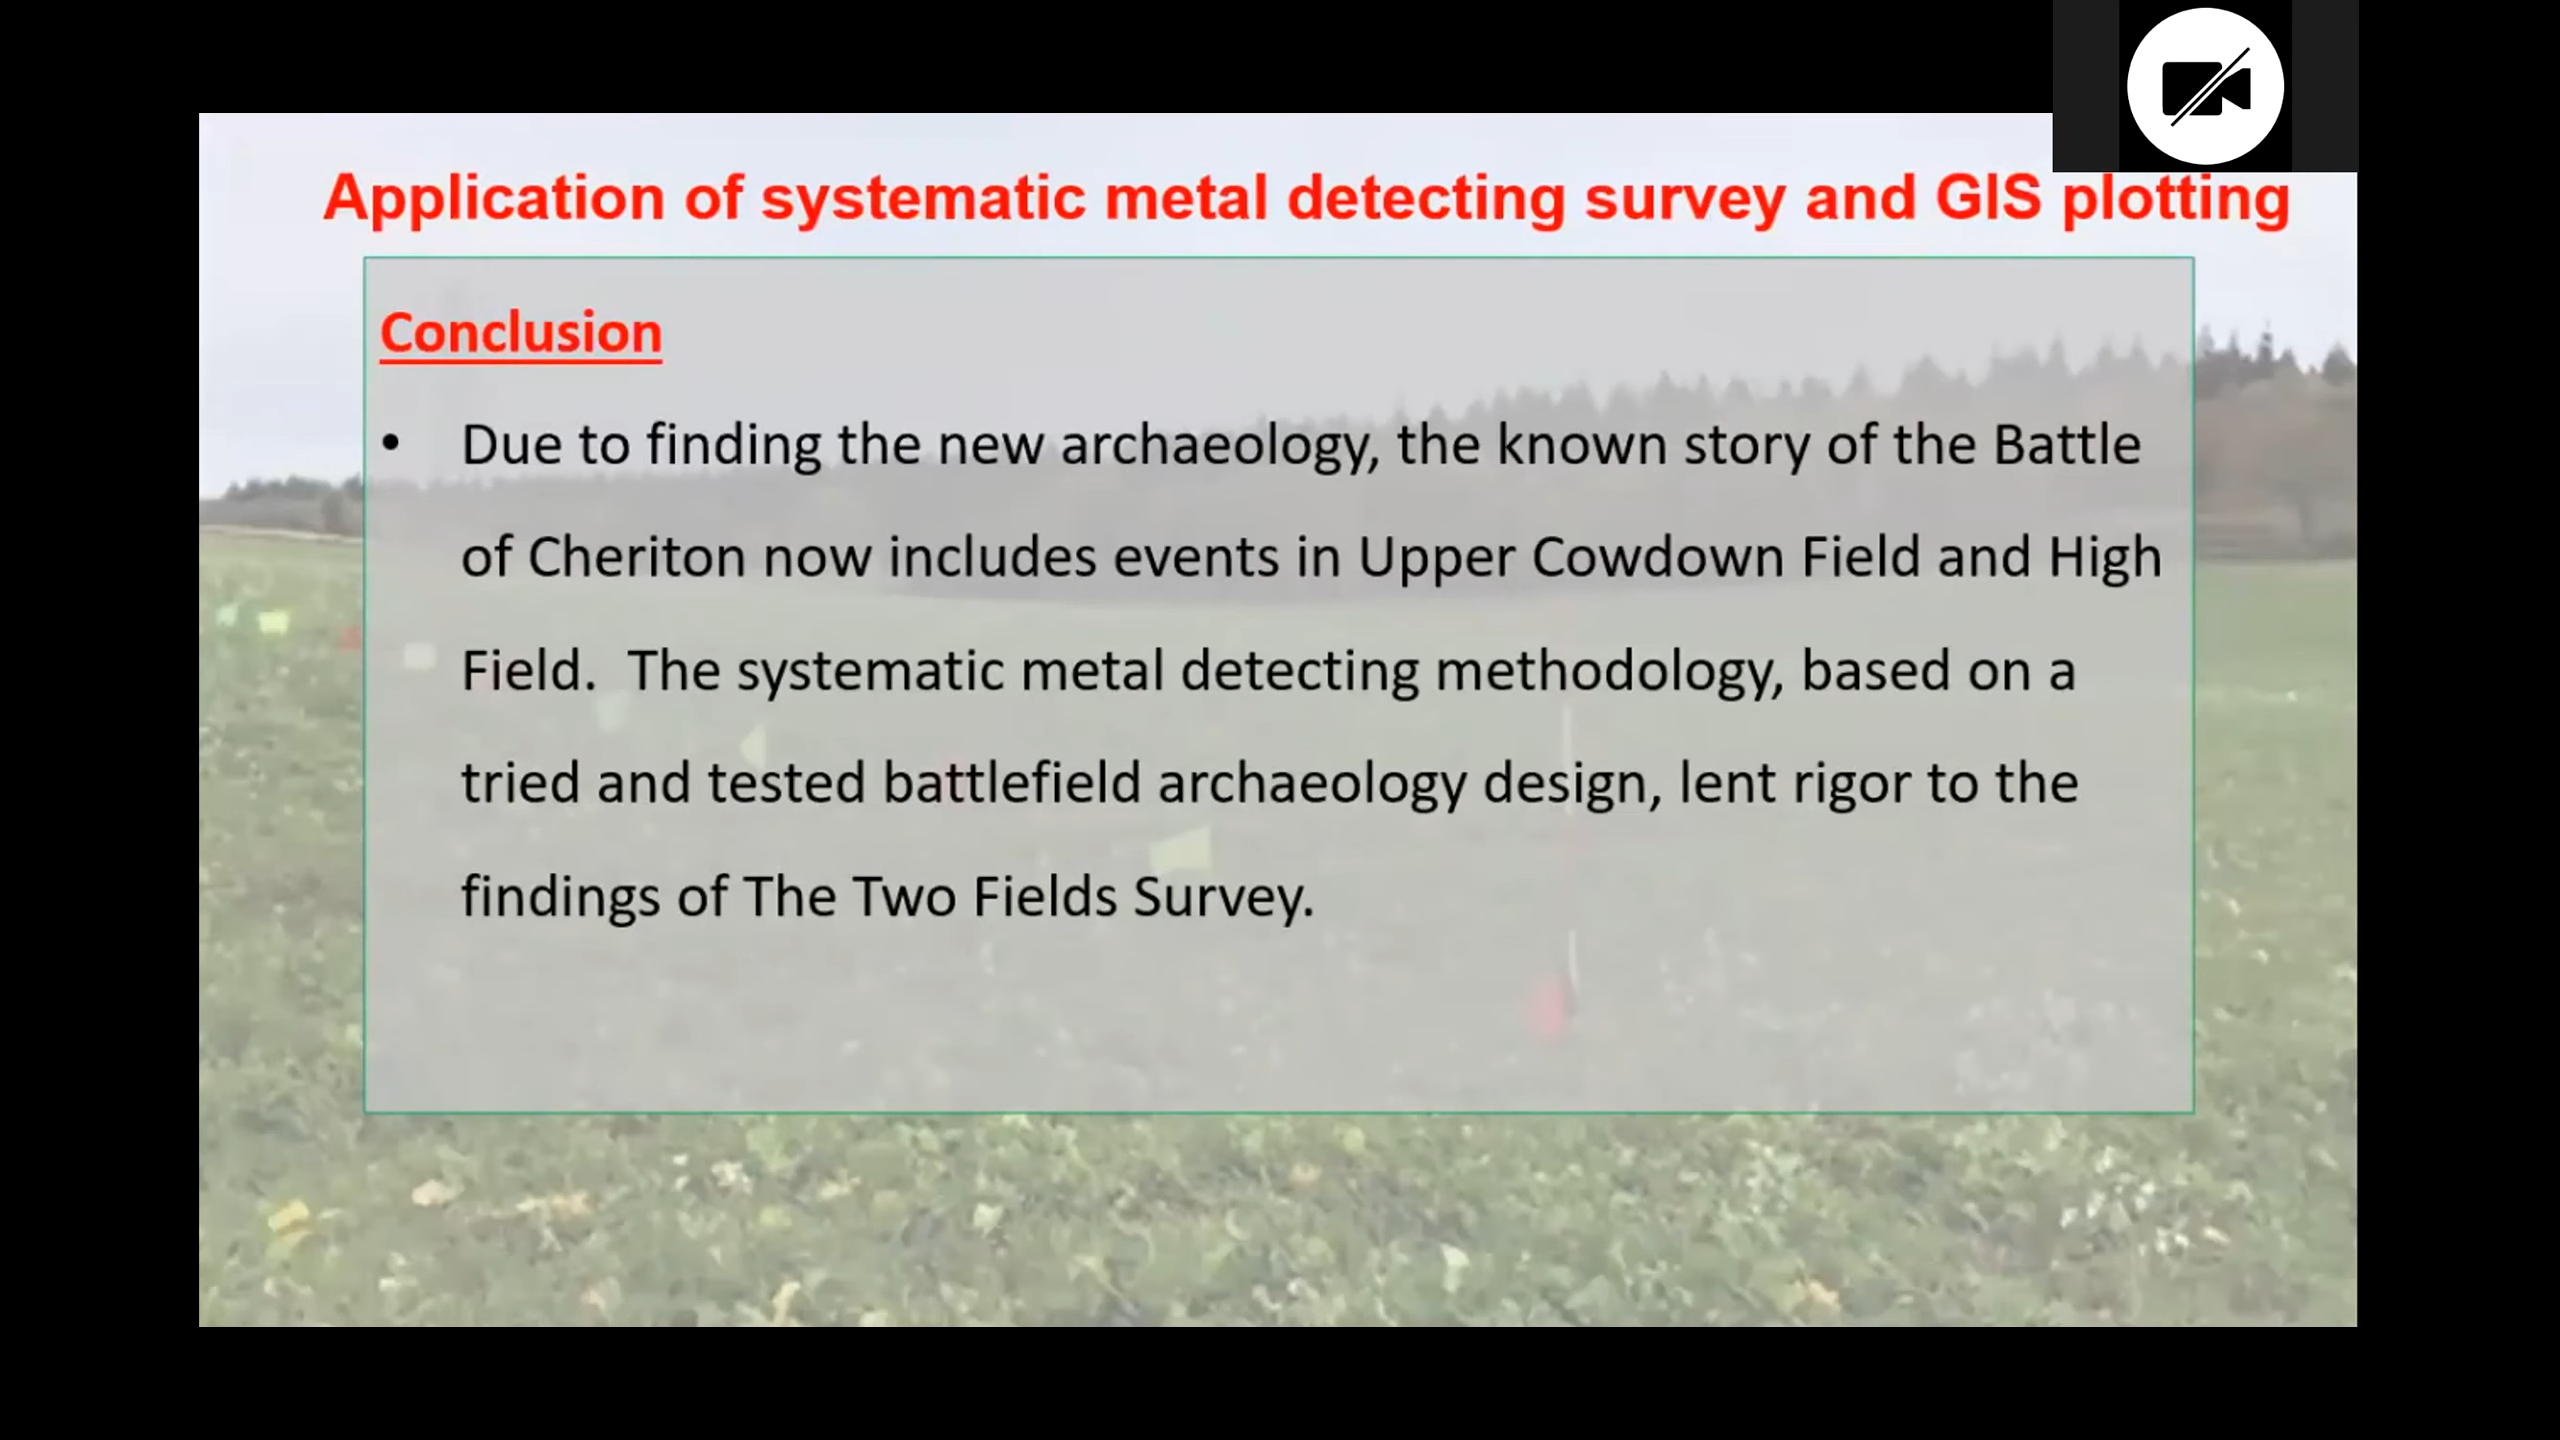 Application of systematic metal detecting survey and GIS plotting
Conclusion
• Due to finding the new archaeology, the known story of the Battle
of Cheriton now includes events in Upper Cowdown Field and High
Field.  The systematic metal detecting methodology, based on a
tried and tested battlefield archaeology design, lent rigor to the
findings of The Two Fields Survey.